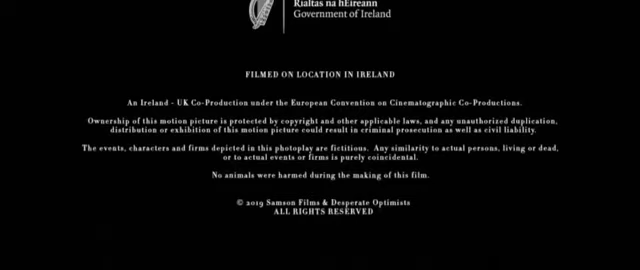 Rialtas na hÉireann
Government of Ireland
FILMED ON LOCATION IN IRELAND
An Ireland - UK Co-Production under the European Convention on Cinematographic Co-Productions.
Ownership of this motion picture is protected by copyright and other applicable laws, and any unauthorized duplication,
distribution or exhibition of this motion picture could result in criminal prosecution as well as civil liability.
The events, characters and firms depicted in this photoplay are fictitious. Any similarity to actual persons, living or dead,
or to actual events or firms is purely coincidental.
No animals were harmed during the making of this film.
© 2019 Samson Films & Desperate Optimists
ALL RIGHTS RESERVED